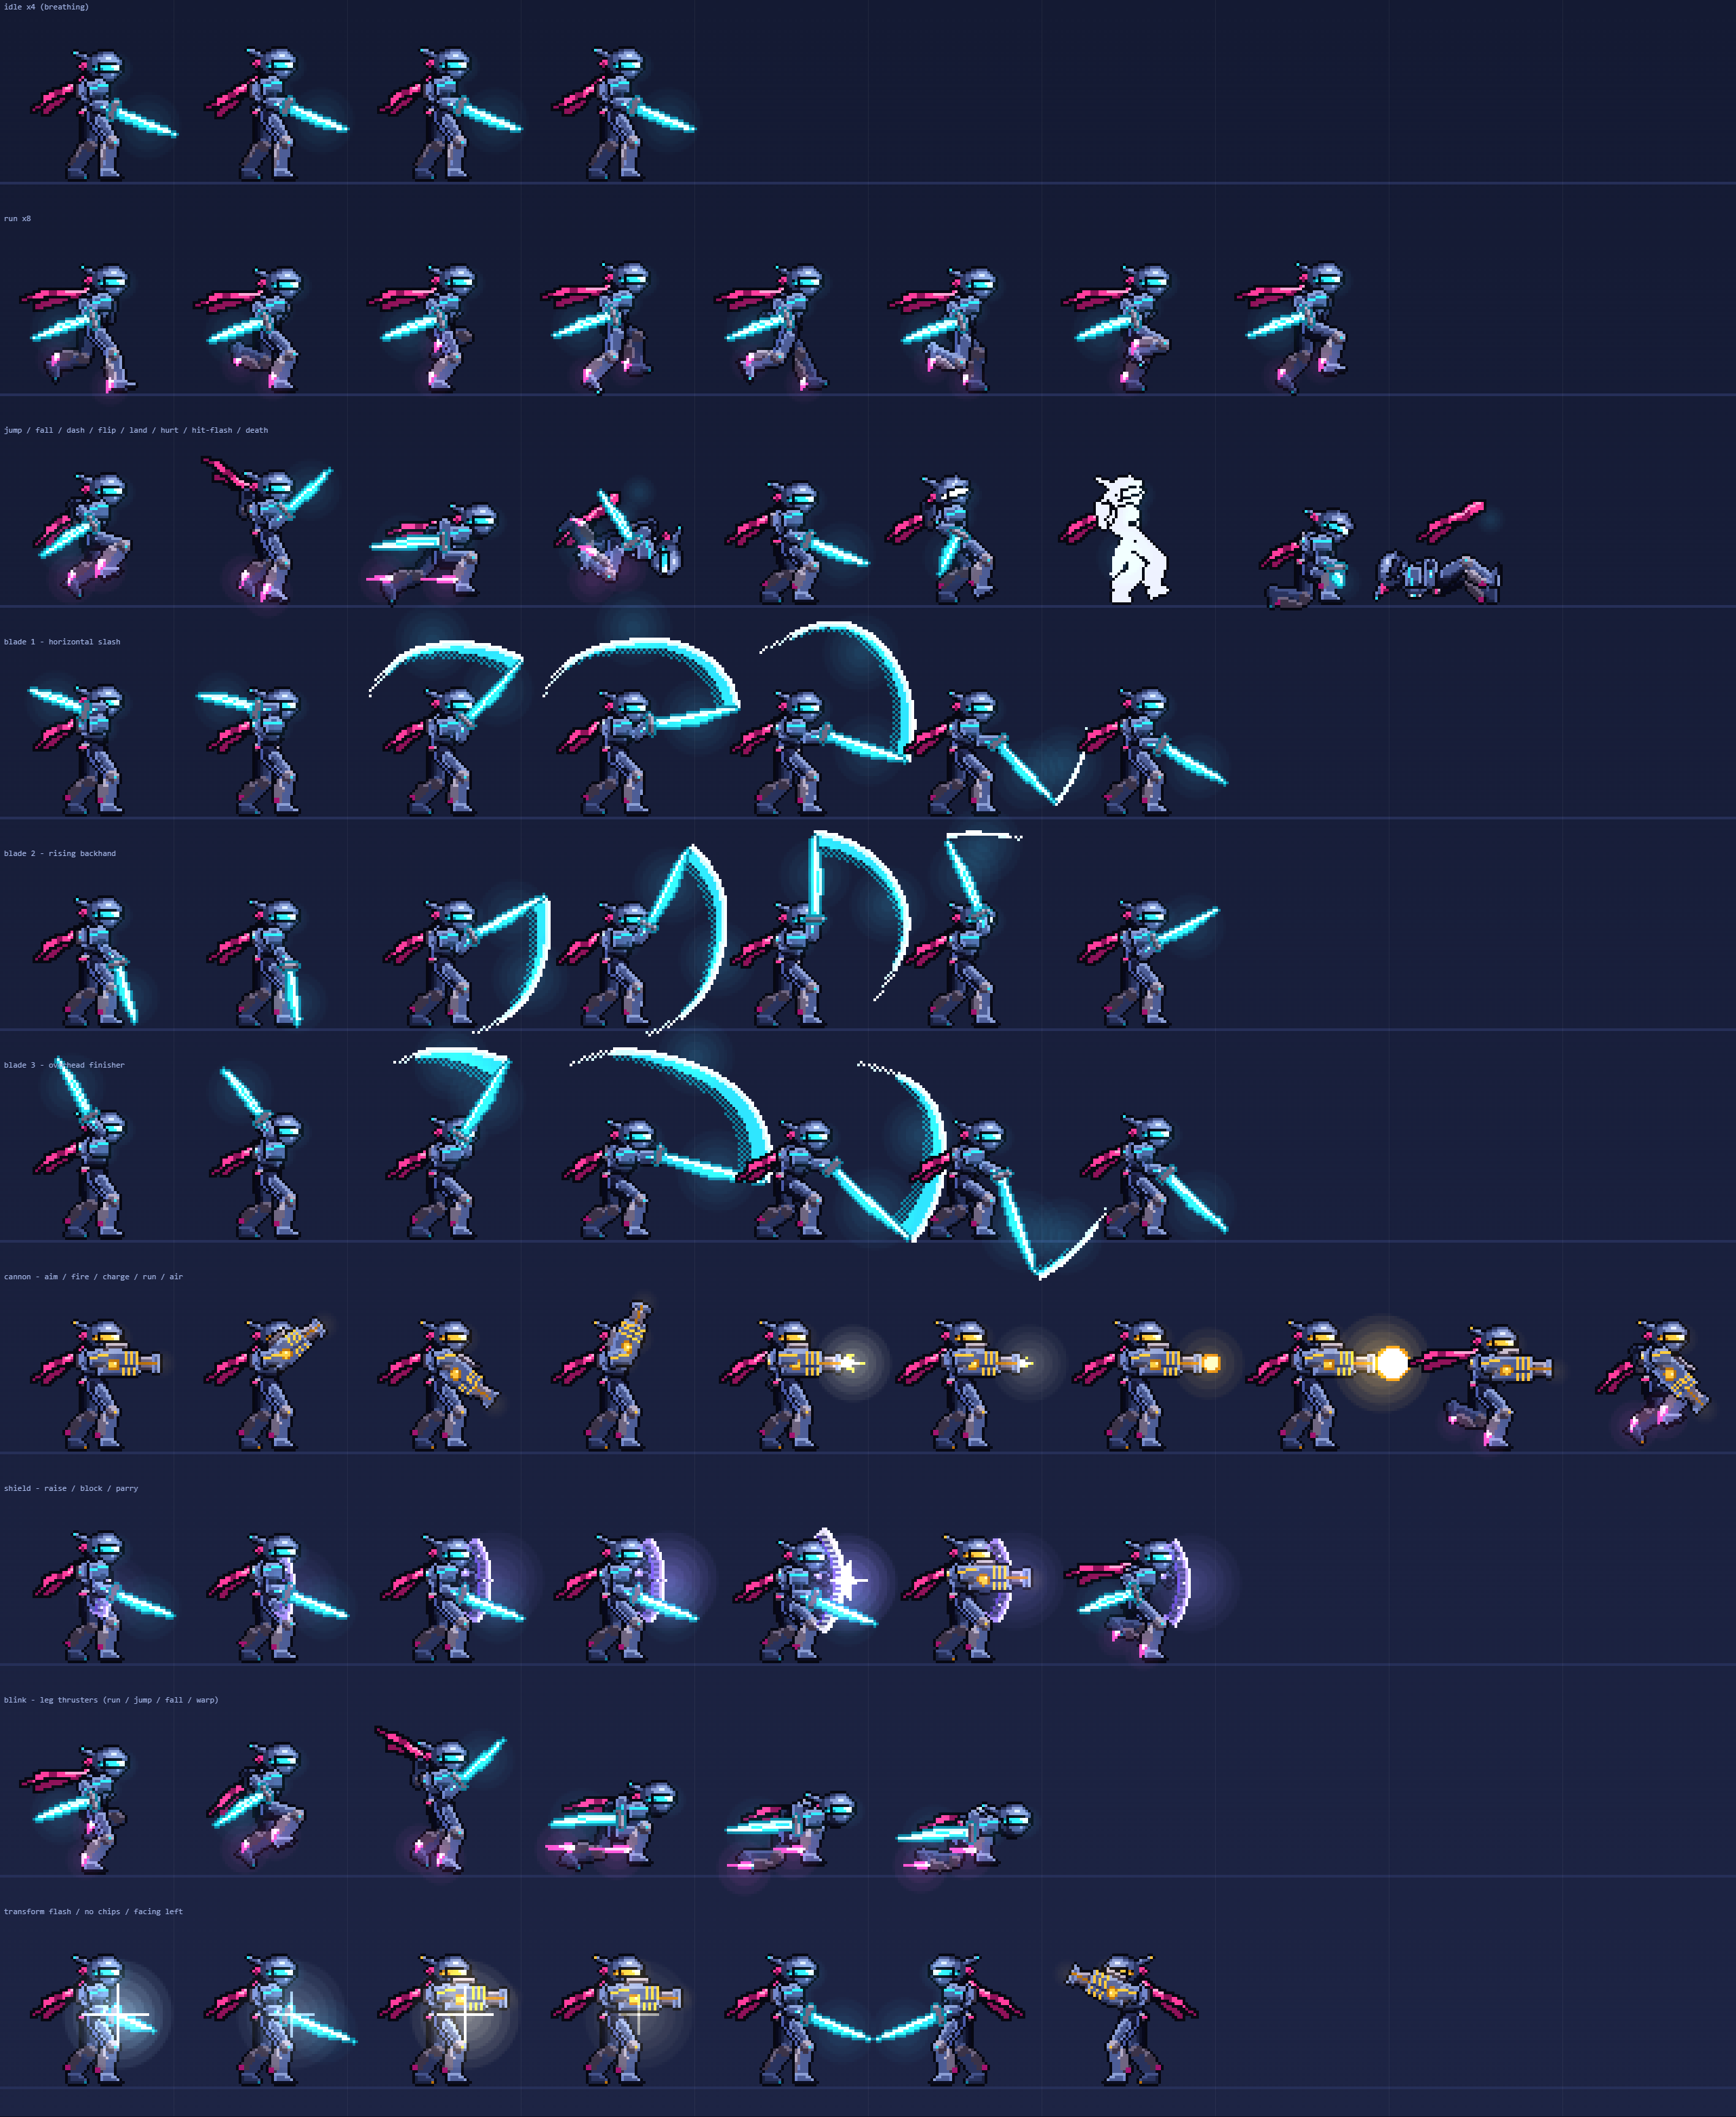 idle x4 (breathing)
run x8
jump / fall / dash / flip / land / hurt / hit-flash / death
blade 1 - horizontal slash
blade 2 - rising backhand
blade 3 - overhead finisher
cannon - aim / fire / charge / run / air
shield - raise / block / parry
blink - leg thrusters (run / jump / fall / warp)
transform flash / no chips / facing left